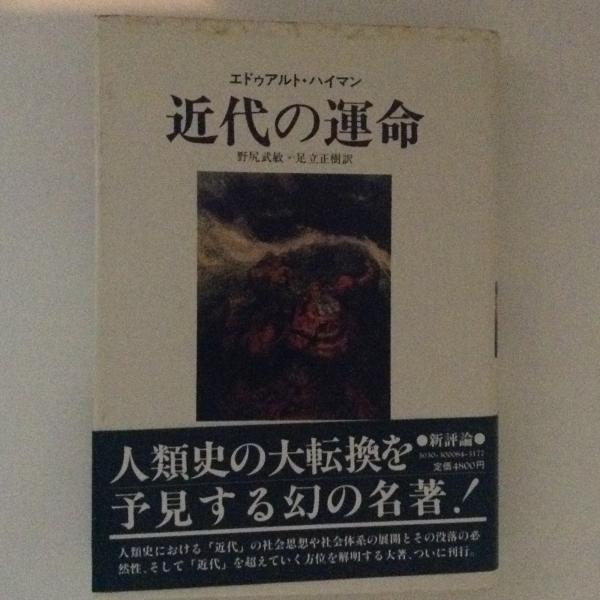 エドゥアルト・ハイマン
近代の運命
野尻武敏・足立正樹訳
人類史の大転換を
予見する幻の名著!
●新評論●
3030-300084-3177
定価4800円
人類史における「近代」の社会思想や社会体系の展開とその没落の必
然性、そして「近代」を超えていく方位を解明する大著、ついに刊行。